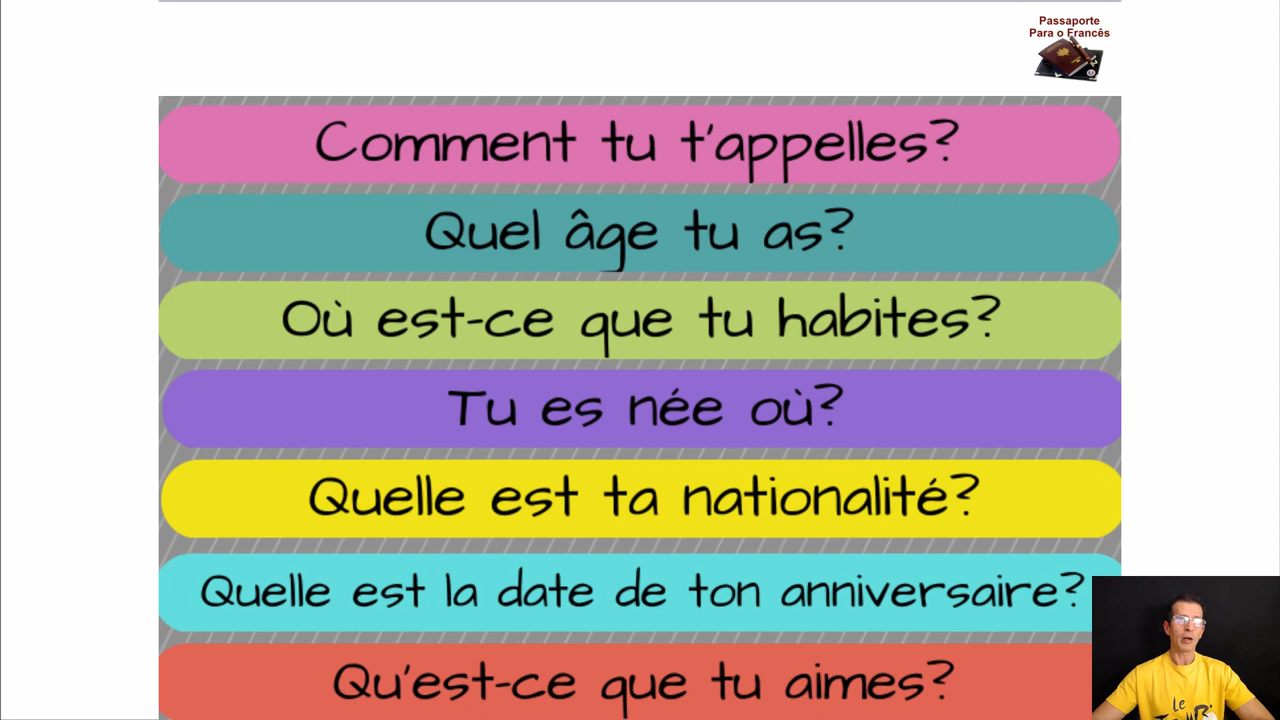 Passaporte
Para o Francês
Comment tu t'appelles?
Quel âge tu as?
Où est-ce que tu habites?
Tu es née où?
Quelle est ta nationalité?
Quelle est la date de ton anniversaire?
Qu'est-ce que tu aimes?
Le